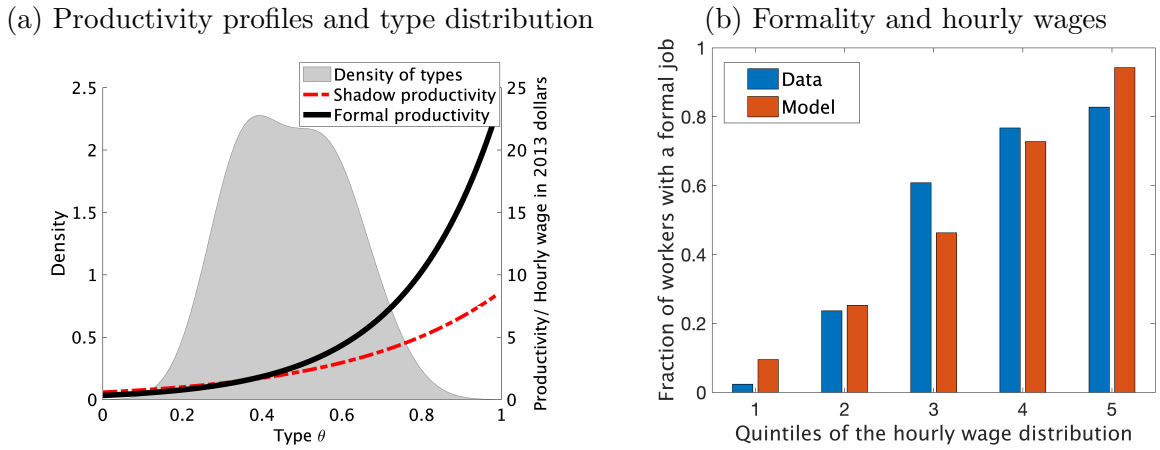 (a) Productivity profiles and type distribution
Density of types
Shadow productivity
Formal productivity
2.5
2
1.5
1
0.5
0
Density
25
20
15
10
5
0
Productivity/ Hourly wage in 2013 dollars
0
0.2
0.4
0.6
0.8
1
Type θ
(b) Formality and hourly wages
Data
Model
1
0.8
0.6
0.4
0.2
0
Fraction of workers with a formal job
1
2
3
4
5
Quintiles of the hourly wage distribution